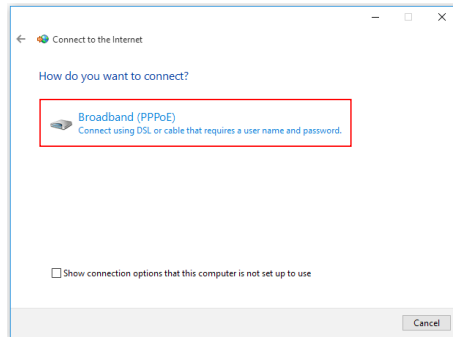 Connect to the Internet
How do you want to connect?
Broadband (PPPoE)
Connect using DSL or cable that requires a user name and password.
Show connection options that this computer is not set up to use
Cancel